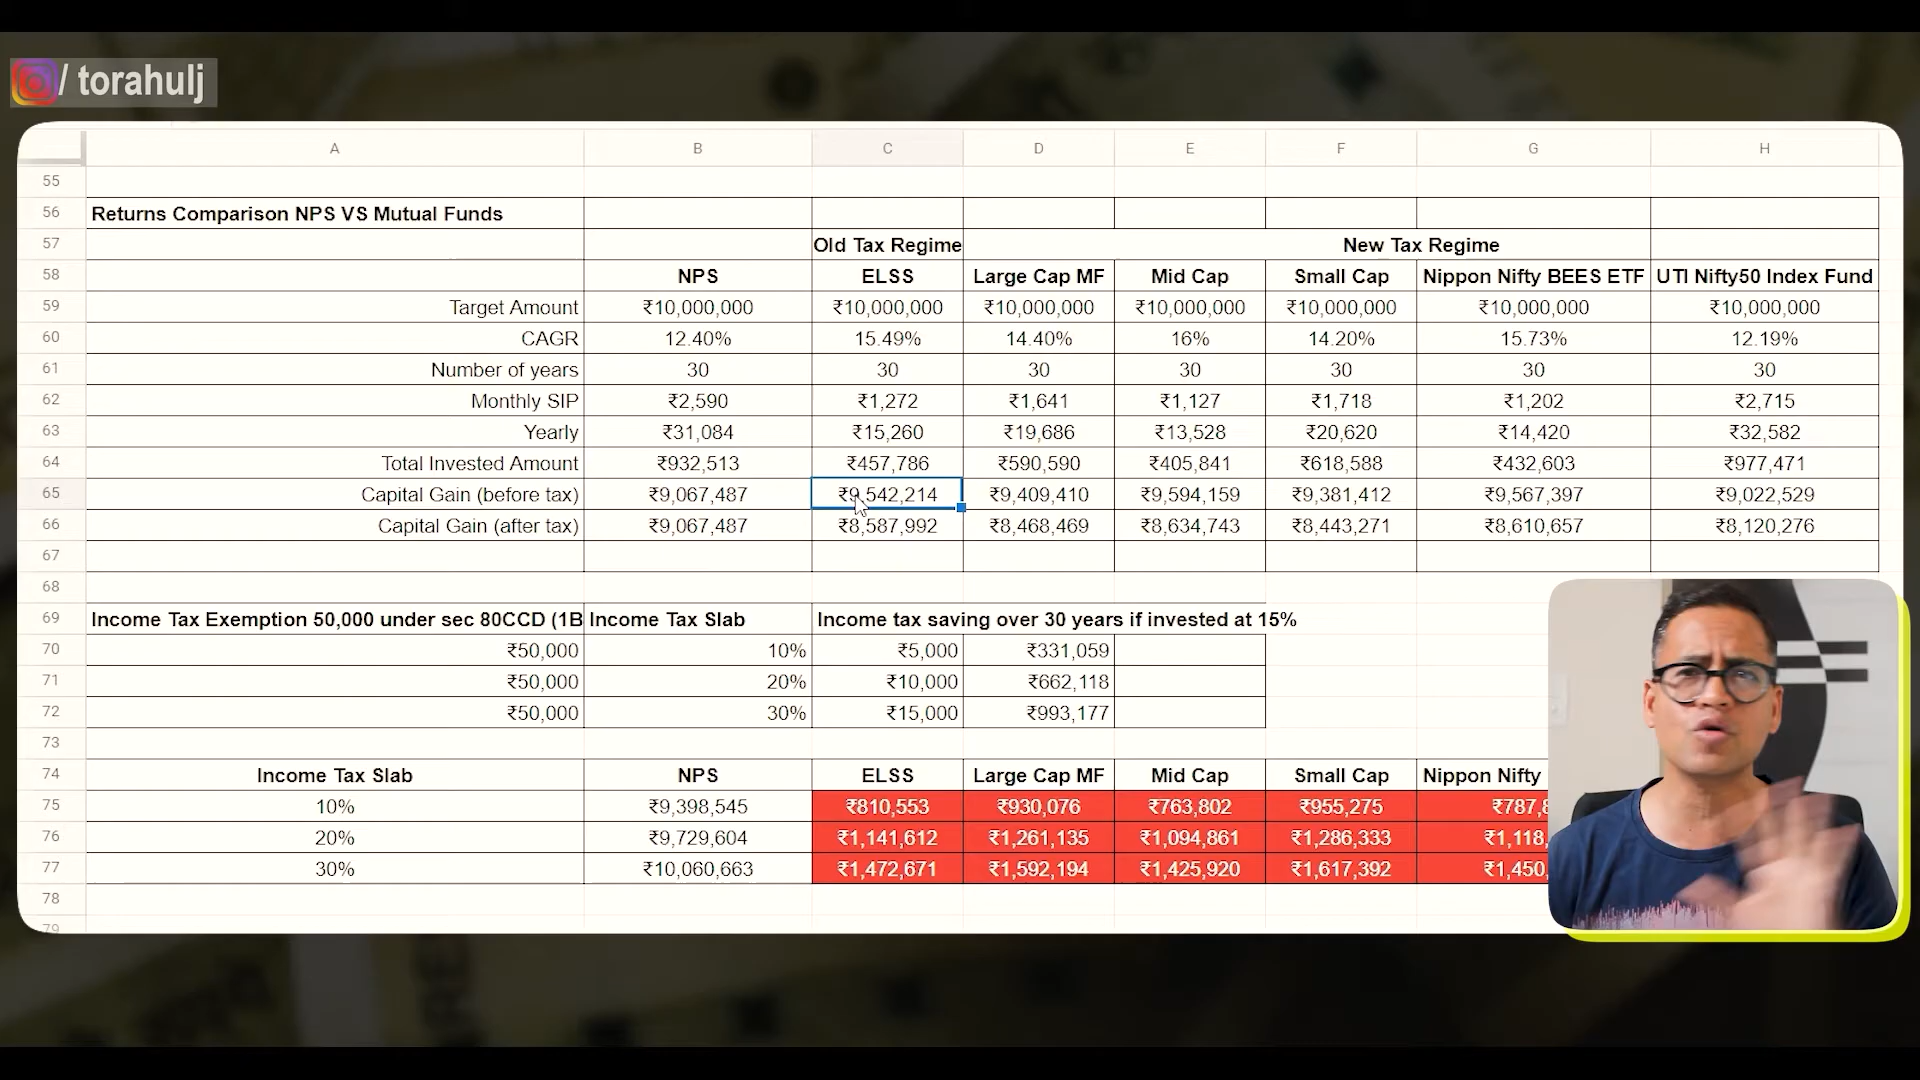 / torahulj
A B C D E F G H
55
56 Returns Comparison NPS VS Mutual Funds
57 Old Tax Regime New Tax Regime
58 NPS ELSS Large Cap MF Mid Cap Small Cap Nippon Nifty BEES ETF UTI Nifty50 Index Fund
59 Target Amount ₹10,000,000 ₹10,000,000 ₹10,000,000 ₹10,000,000 ₹10,000,000 ₹10,000,000 ₹10,000,000
60 CAGR 12.40% 15.49% 14.40% 16% 14.20% 15.73% 12.19%
61 Number of years 30 30 30 30 30 30 30
62 Monthly SIP ₹2,590 ₹1,272 ₹1,641 ₹1,127 ₹1,718 ₹1,202 ₹2,715
63 Yearly ₹31,084 ₹15,260 ₹19,686 ₹13,528 ₹20,620 ₹14,420 ₹32,582
64 Total Invested Amount ₹932,513 ₹457,786 ₹590,590 ₹405,841 ₹618,588 ₹432,603 ₹977,471
65 Capital Gain (before tax) ₹9,067,487 ₹9,542,214 ₹9,409,410 ₹9,594,159 ₹9,381,412 ₹9,567,397 ₹9,022,529
66 Capital Gain (after tax) ₹9,067,487 ₹8,587,992 ₹8,468,469 ₹8,634,743 ₹8,443,271 ₹8,610,657 ₹8,120,276
67
68
69 Income Tax Exemption 50,000 under sec 80CCD (1B Income Tax Slab Income tax saving over 30 years if invested at 15%
70 ₹50,000 10% ₹5,000 ₹331,059
71 ₹50,000 20% ₹10,000 ₹662,118
72 ₹50,000 30% ₹15,000 ₹993,177
73
74 Income Tax Slab NPS ELSS Large Cap MF Mid Cap Small Cap Nippon Nifty
75 10% ₹9,398,545 ₹810,553 ₹930,076 ₹763,802 ₹955,275 ₹787,8
76 20% ₹9,729,604 ₹1,141,612 ₹1,261,135 ₹1,094,861 ₹1,286,333 ₹1,118,
77 30% ₹10,060,663 ₹1,472,671 ₹1,592,194 ₹1,425,920 ₹1,617,392 ₹1,450,
78
79